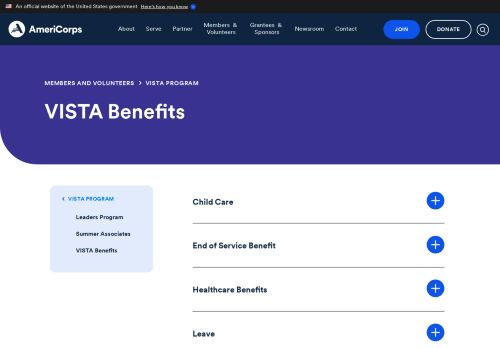 An official website of the United States government Here's how you know
AmeriCorps
About Serve Partner Members & Volunteers Grantees & Sponsors Newsroom Contact JOIN DONATE
MEMBERS AND VOLUNTEERS > VISTA PROGRAM
VISTA Benefits
< VISTA PROGRAM
Leaders Program
Summer Associates
VISTA Benefits
Child Care
End of Service Benefit
Healthcare Benefits
Leave